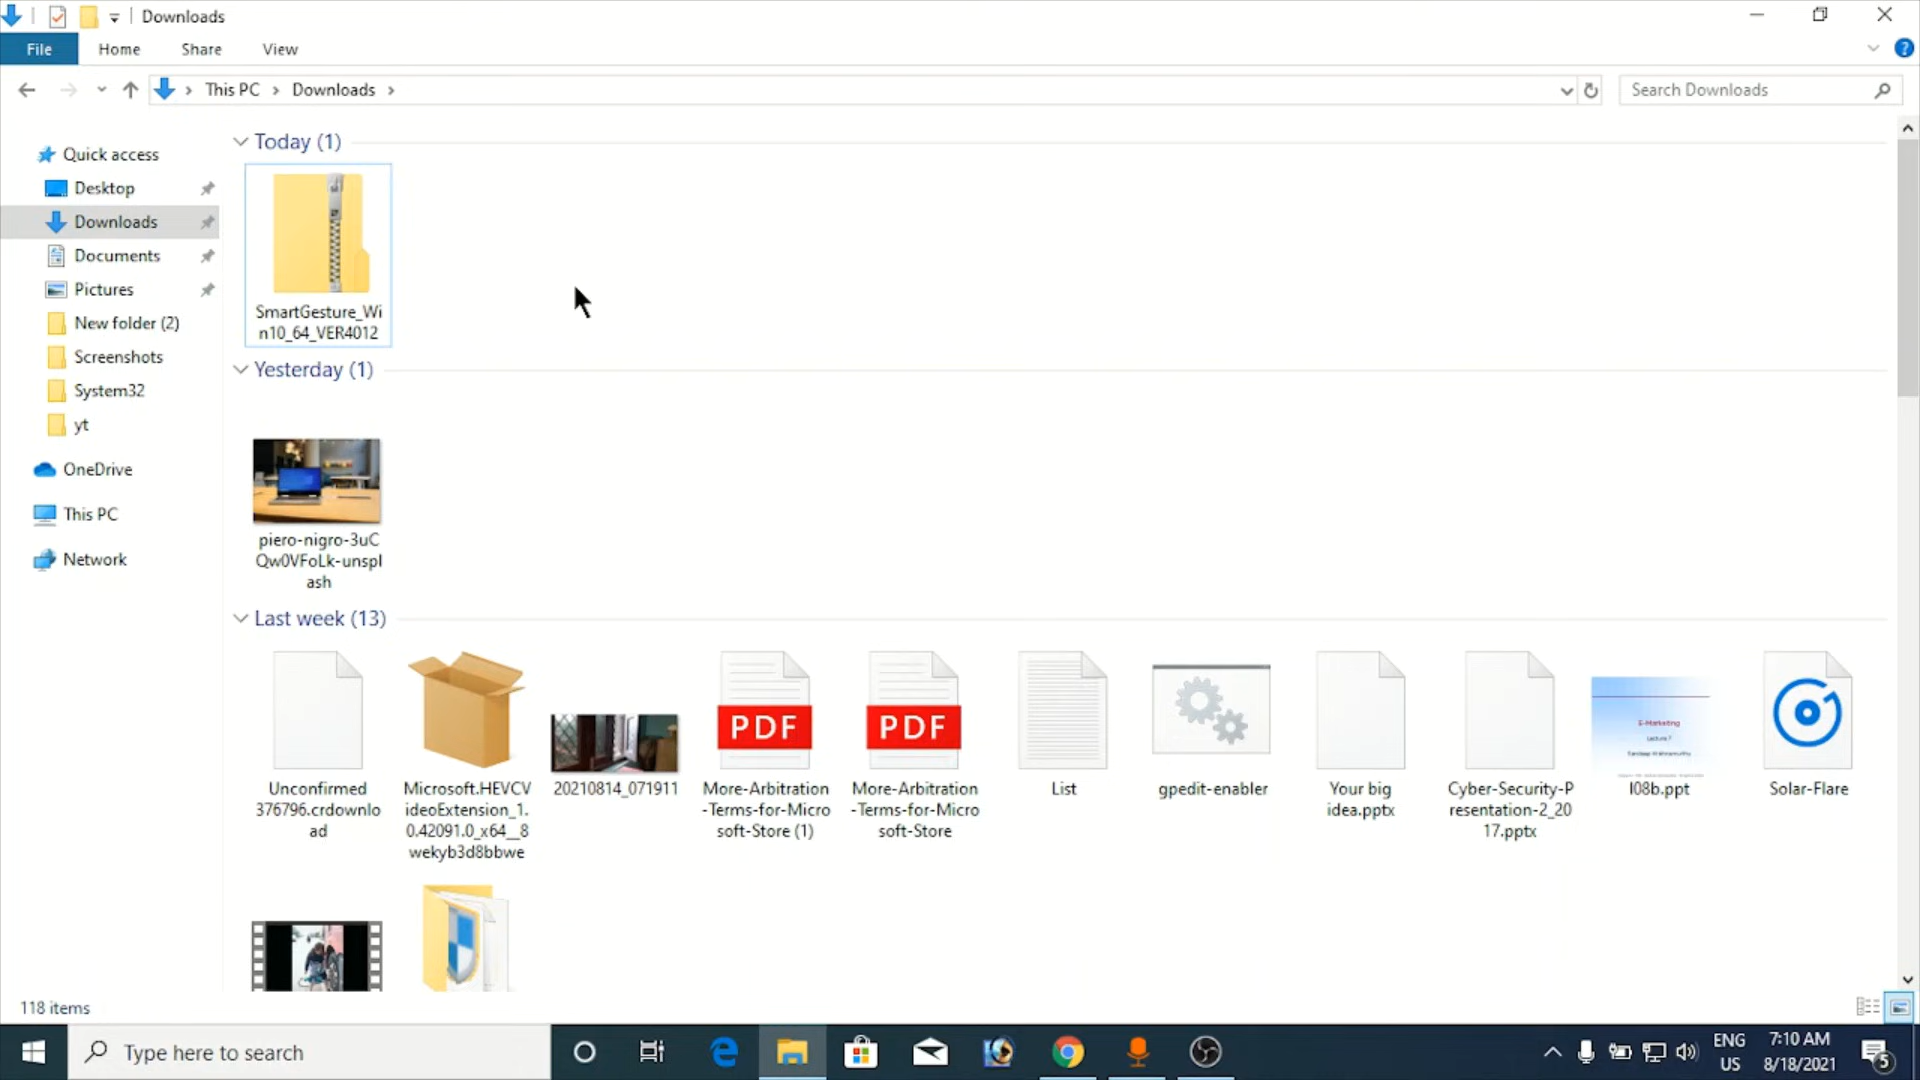 Downloads
File Home Share View
This PC Downloads
Search Downloads
Quick access
Desktop
Downloads
Documents
Pictures
New folder (2)
Screenshots
System32
yt
OneDrive
This PC
Network
Today (1)
SmartGesture_Wi
n10_64_VER4012
Yesterday (1)
piero-nigro-3uC
Qw0VFoLk-unspl
ash
Last week (13)
Unconfirmed
376796.crdownlo
ad
Microsoft.HEVCV
ideoExtension_1.
0.42091.0_x64__8
wekyb3d8bbwe
20210814_071911
PDF
More-Arbitration
-Terms-for-Micro
soft-Store (1)
PDF
More-Arbitration
-Terms-for-Micro
soft-Store
List
gpedit-enabler
Your big
idea.pptx
Cyber-Security-P
resentation-2_20
17.pptx
E-Marketing
Lecture 7
l08b.ppt
Solar-Flare
118 items
Type here to search
ENG
US
7:10 AM
8/18/2021
5